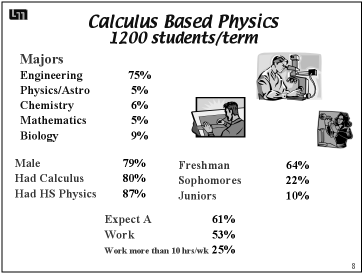 Calculus Based Physics
1200 students/term
Majors
Engineering 75%
Physics/Astro 5%
Chemistry 6%
Mathematics 5%
Biology 9%
Male 79%
Had Calculus 80%
Had HS Physics 87%
Freshman 64%
Sophomores 22%
Juniors 10%
Expect A 61%
Work 53%
Work more than 10 hrs/wk 25%
8